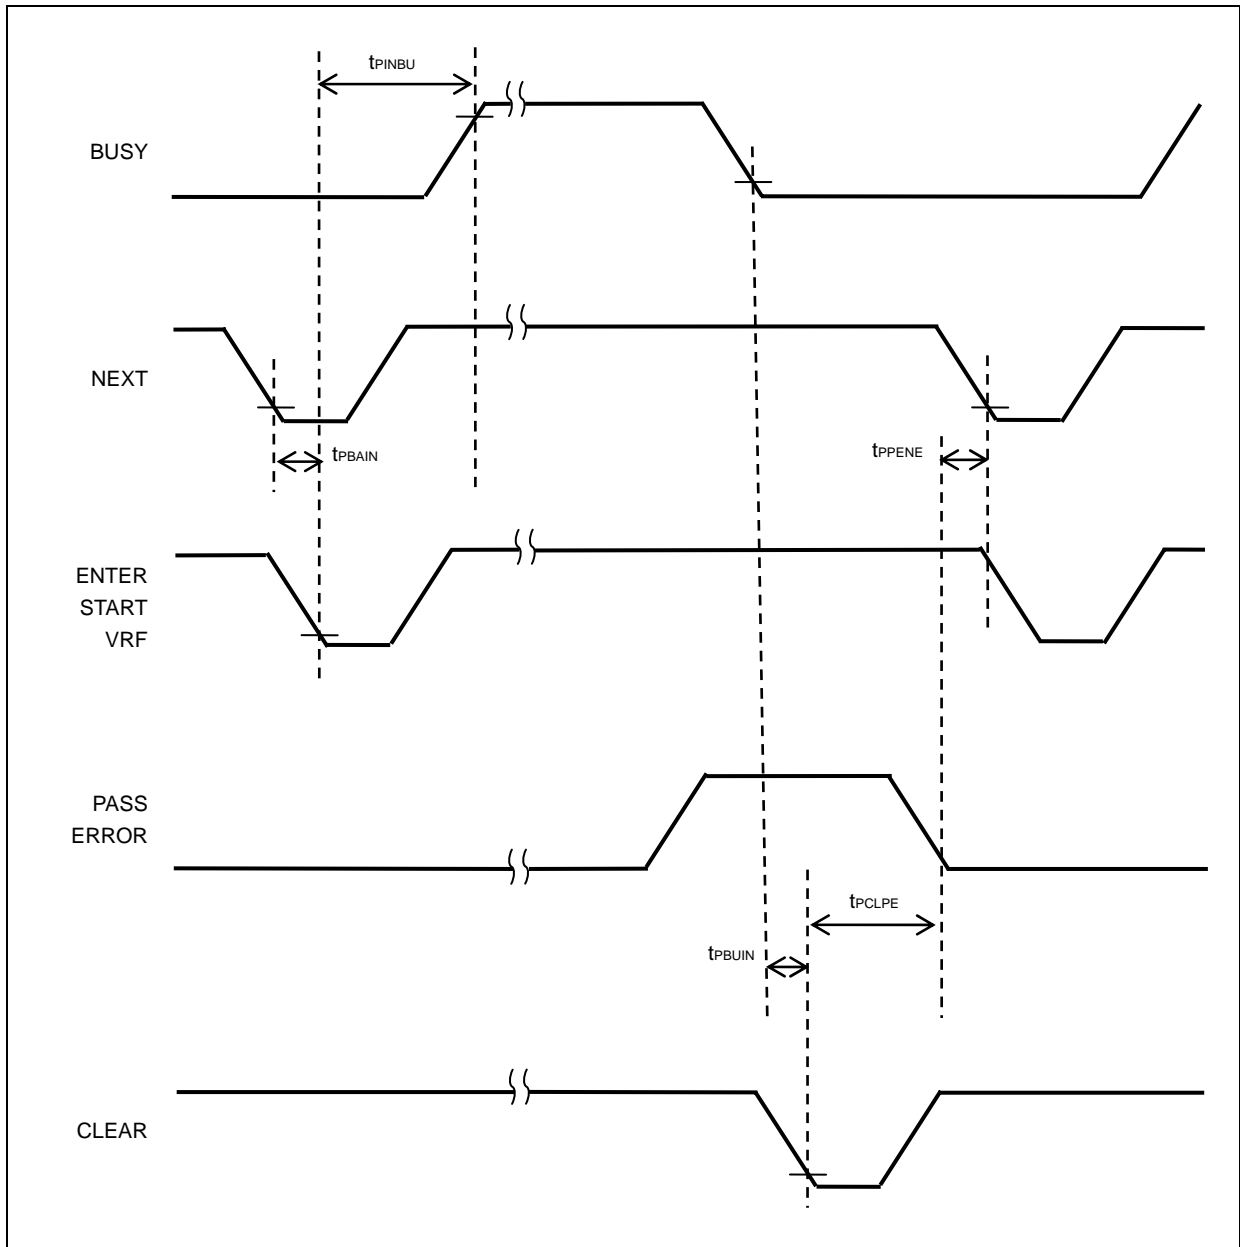 tPINBU
BUSY
NEXT
tPBAIN
tPPENE
ENTER
START
VRF
PASS
ERROR
tPCLPE
tPBUIN
CLEAR